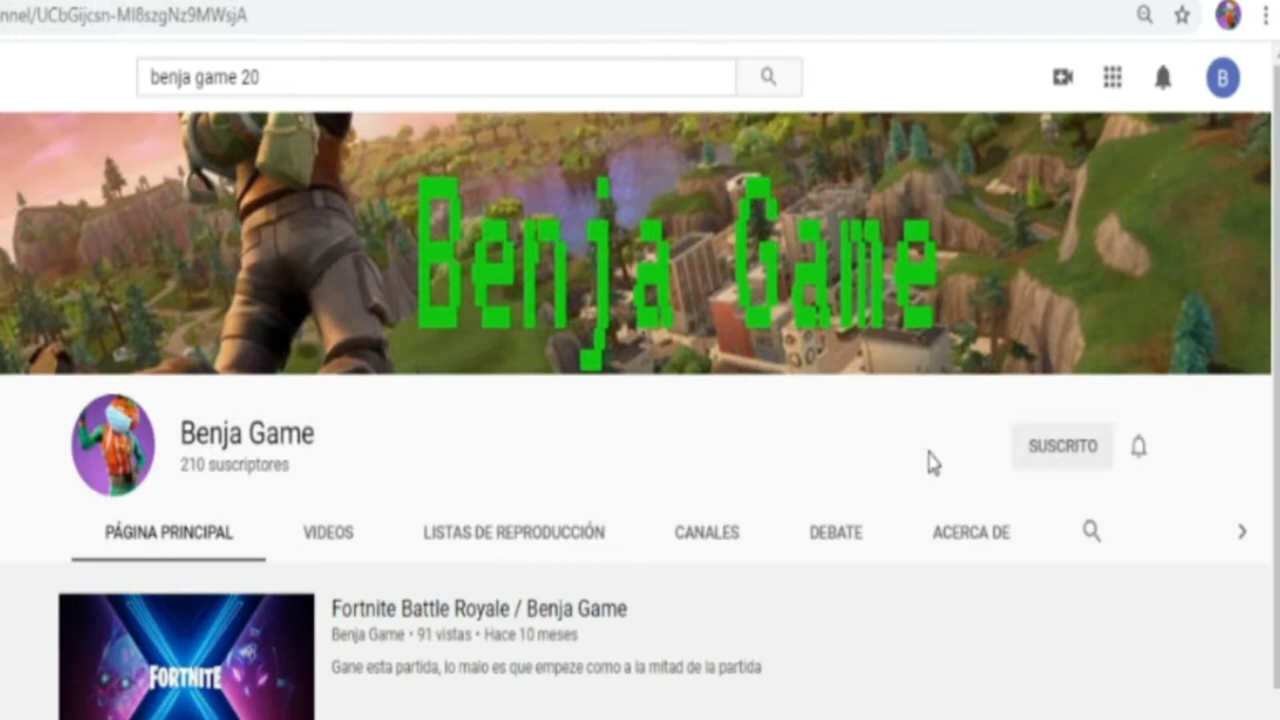 nnel/UCbGijcsn-MI8szgNz9MWsjA
benja game 20
B
Benja Game
Benja Game
210 suscriptores
SUSCRITO
PÁGINA PRINCIPAL VIDEOS LISTAS DE REPRODUCCIÓN CANALES DEBATE ACERCA DE
Fortnite Battle Royale / Benja Game
Benja Game • 91 vistas • Hace 10 meses
Gane esta partida, lo malo es que empeze como a la mitad de la partida
FORTNITE